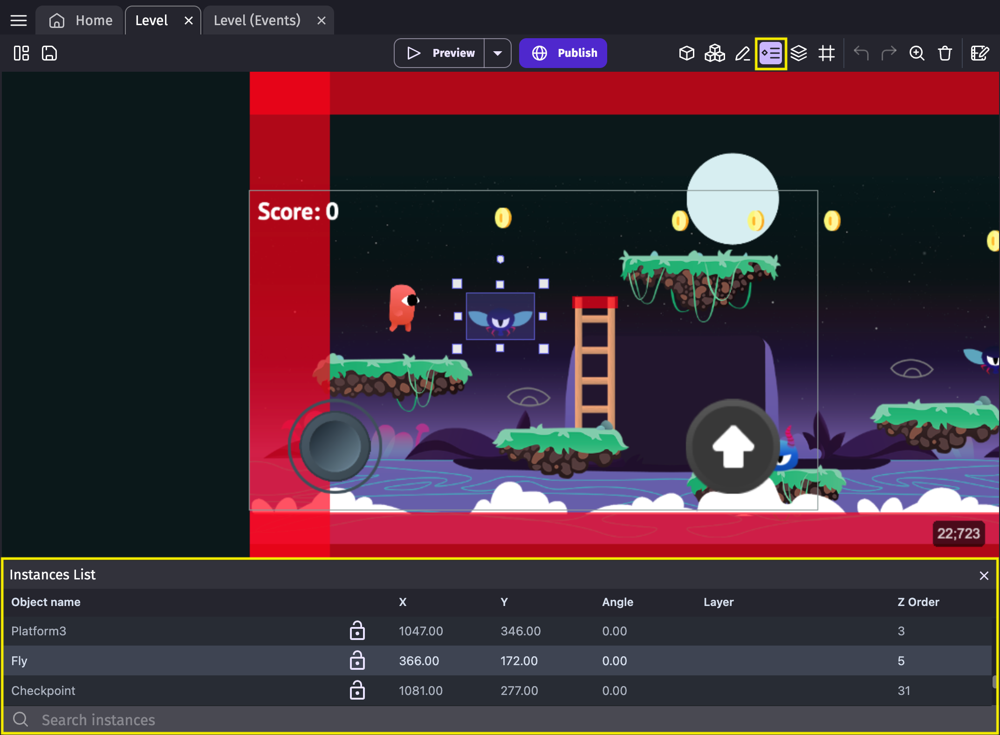 Home
Level
Level (Events)
Preview
Publish
Score: 0
22;723
Instances List
Object name X Y Angle Layer Z Order
Platform3 1047.00 346.00 0.00 3
Fly 366.00 172.00 0.00 5
Checkpoint 1081.00 277.00 0.00 31
Search instances